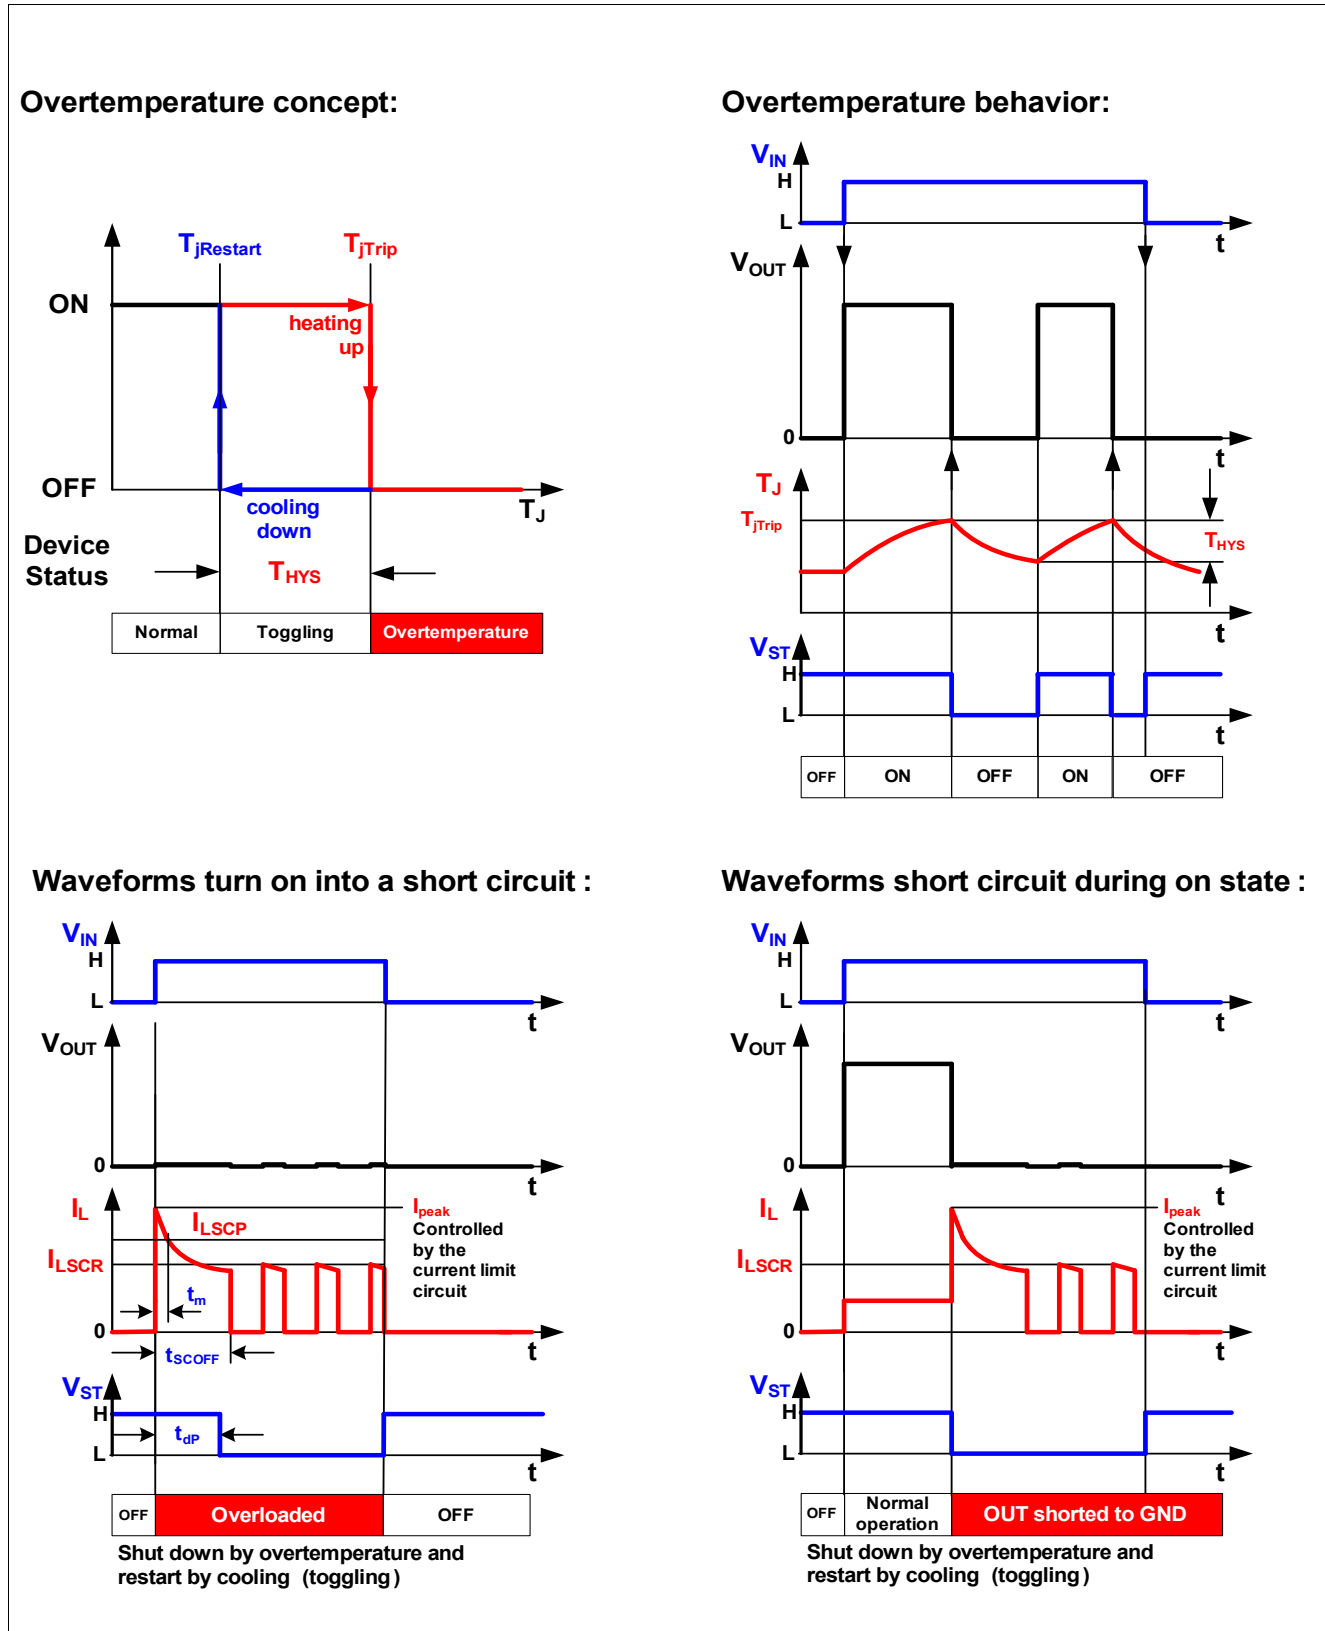 Overtemperature concept:
TjRestart
TjTrip
ON
heating
up
OFF
cooling
down
TJ
Device
Status
THYS
Normal
Toggling
Overtemperature
Overtemperature behavior:
VIN
H
L
t
VOUT
0
t
TJ
TjTrip
THYS
t
VST
H
L
t
OFF
ON
OFF
ON
OFF
Waveforms turn on into a short circuit :
VIN
H
L
t
VOUT
0
t
IL
Ipeak
ILSCP
Controlled
by the
current limit
circuit
ILSCR
tm
0
t
tSCOFF
VST
H
tdP
L
t
OFF
Overloaded
OFF
Shut down by overtemperature and
restart by cooling (toggling)
Waveforms short circuit during on state :
VIN
H
L
t
VOUT
0
t
IL
Ipeak
Controlled
by the
current limit
circuit
ILSCR
0
t
VST
H
L
t
OFF
Normal
operation
OUT shorted to GND
Shut down by overtemperature and
restart by cooling (toggling)